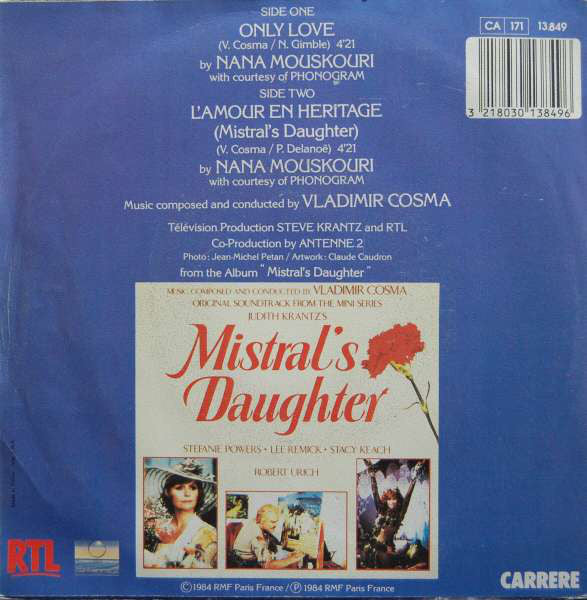 SIDE ONE
ONLY LOVE
(V. Cosma / N. Gimble) 4'21
by NANA MOUSKOURI
with courtesy of PHONOGRAM
SIDE TWO
L'AMOUR EN HERITAGE
(Mistral's Daughter)
(V. Cosma / P. Delanoë) 4'21
by NANA MOUSKOURI
with courtesy of PHONOGRAM
Music composed and conducted by VLADIMIR COSMA
Télévision Production STEVE KRANTZ and RTL
Co-Production by ANTENNE 2
Photo : Jean-Michel Petan / Artwork : Claude Caudron
from the Album " Mistral's Daughter "
CA 171 13.849
3 218030 138496
MUSIC COMPOSED AND CONDUCTED BY VLADIMIR COSMA
ORIGINAL SOUNDTRACK FROM THE MINI SERIES
JUDITH KRANTZ'S
Mistral's
Daughter
STEFANIE POWERS • LEE REMICK • STACY KEACH
ROBERT URICH
RTL
CARRERE
©1984 RMF Paris France / ℗ 1984 RMF Paris France